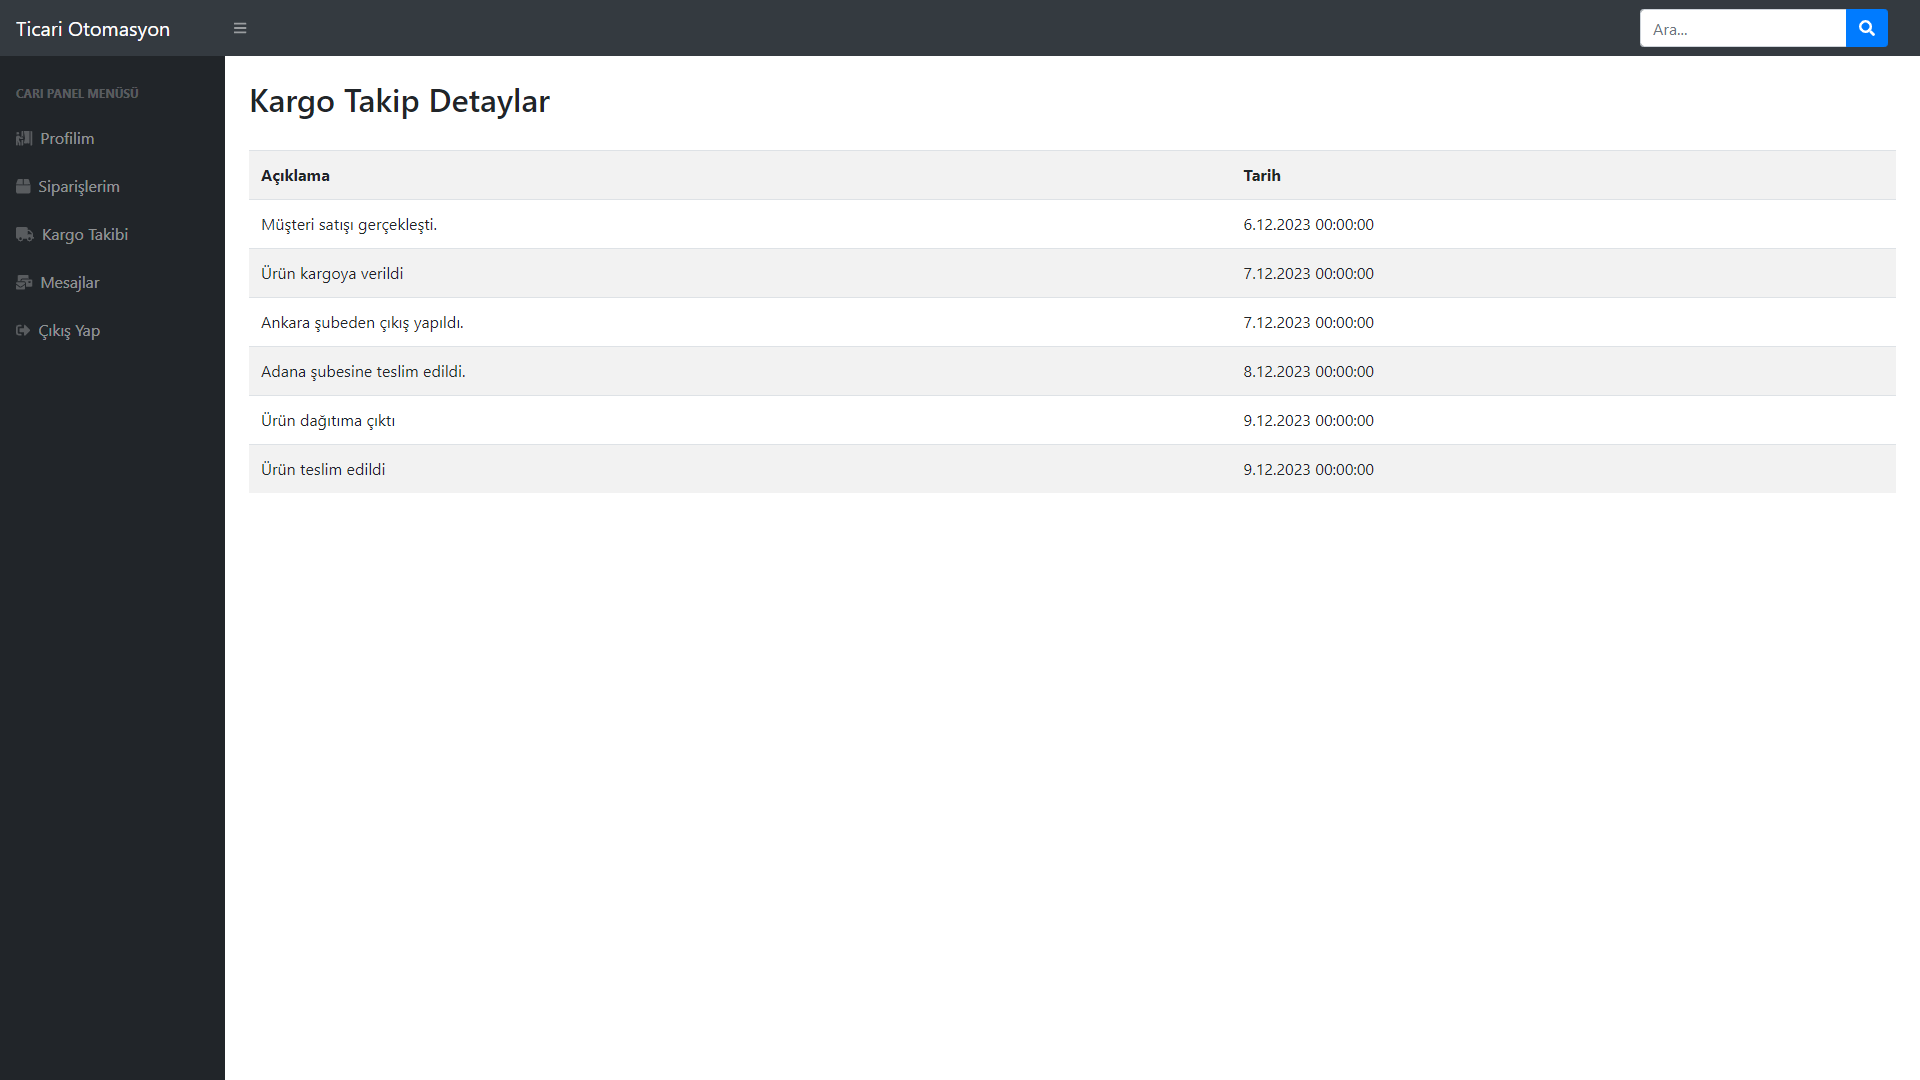 Ticari Otomasyon
Ara...
CARI PANEL MENÜSÜ
Profilim
Siparişlerim
Kargo Takibi
Mesajlar
Çıkış Yap
Kargo Takip Detaylar
Açıklama Tarih
Müşteri satışı gerçekleşti. 6.12.2023 00:00:00
Ürün kargoya verildi 7.12.2023 00:00:00
Ankara şubeden çıkış yapıldı. 7.12.2023 00:00:00
Adana şubesine teslim edildi. 8.12.2023 00:00:00
Ürün dağıtıma çıktı 9.12.2023 00:00:00
Ürün teslim edildi 9.12.2023 00:00:00